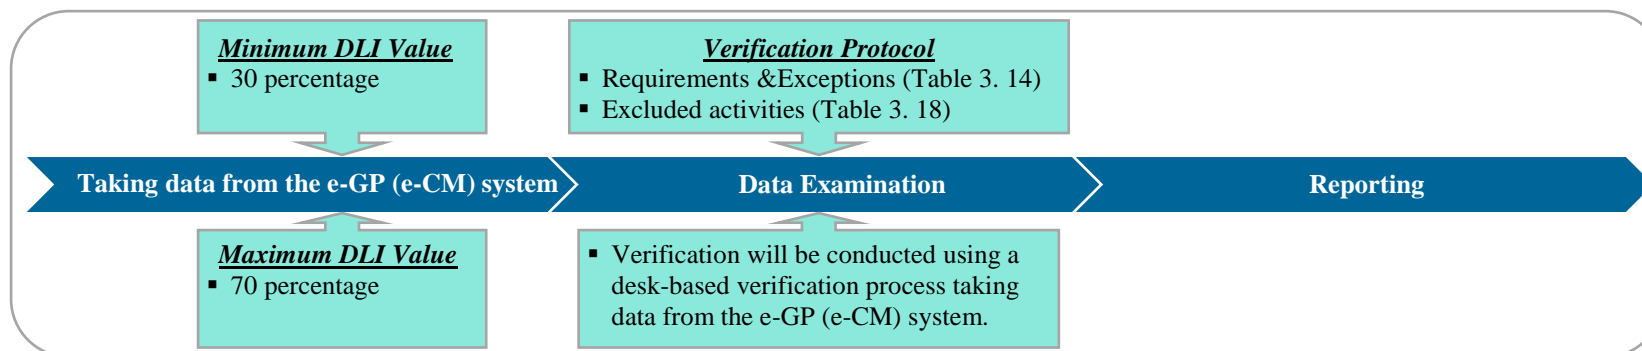 Minimum DLI Value
▪ 30 percentage
Verification Protocol
▪ Requirements &Exceptions (Table 3. 14)
▪ Excluded activities (Table 3. 18)
Taking data from the e-GP (e-CM) system
Data Examination
Reporting
Maximum DLI Value
▪ 70 percentage
▪ Verification will be conducted using a
desk-based verification process taking
data from the e-GP (e-CM) system.